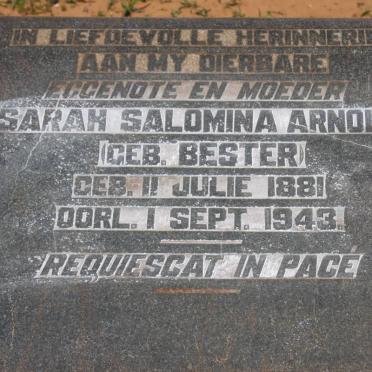 IN LIEFDEVOLLE HERINNERIN
AAN MY DIERBARE
EGGENOTE EN MOEDER
SARAH SALOMINA ARNOL
(GEB. BESTER)
GEB. 11 JULIE 1881
OORL. 1 SEPT. 1943.
REQUIESCAT IN PACÉ